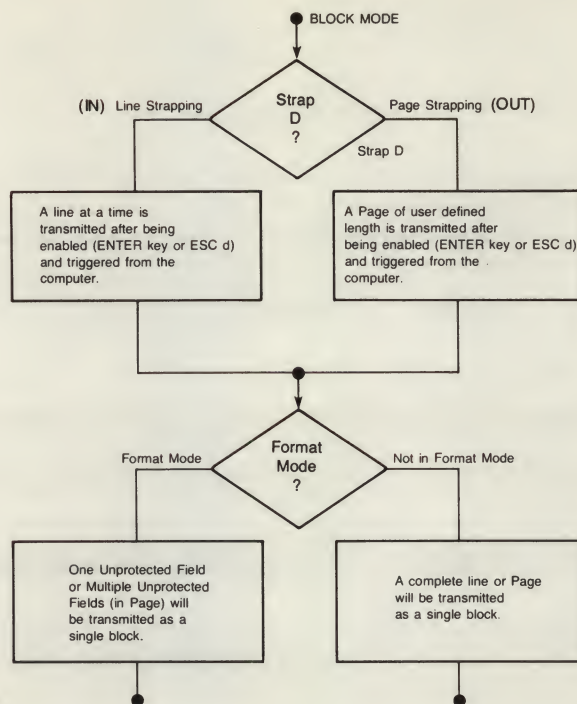 BLOCK MODE
(IN) Line Strapping
Strap
D
?
Page Strapping (OUT)
Strap D
A line at a time is
transmitted after being
enabled (ENTER key or ESC d)
and triggered from the
computer.
A Page of user defined
length is transmitted after
being enabled (ENTER key or ESC d)
and triggered from the
computer.
Format Mode
Format
Mode
?
Not in Format Mode
One Unprotected Field
or Multiple Unprotected
Fields (in Page) will
be transmitted as a
single block.
A complete line or Page
will be transmitted
as a single block.